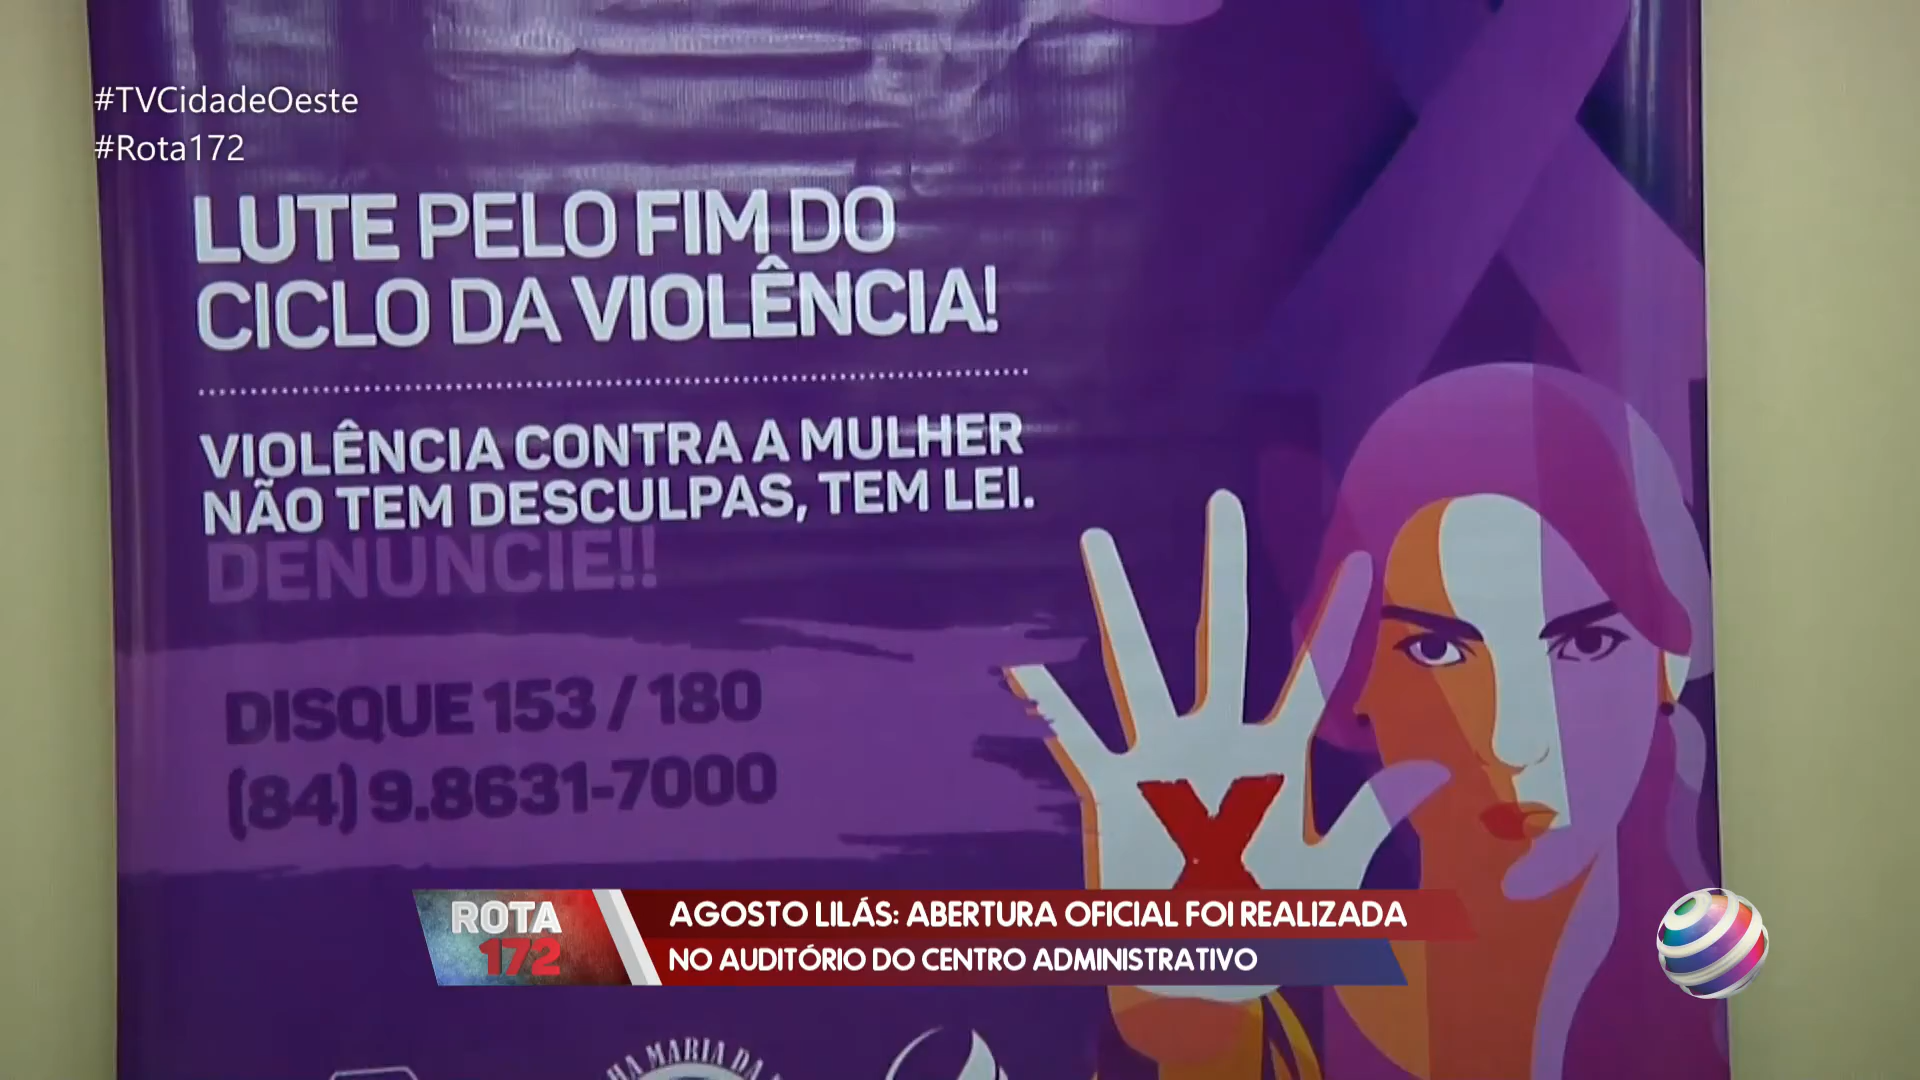 #TVCidadeOeste
#Rota172
LUTE PELO FIM DO
CICLO DA VIOLÊNCIA!
VIOLÊNCIA CONTRA A MULHER
NÃO TEM DESCULPAS, TEM LEI.
DENUNCIE!!
DISQUE 153 / 180
(84) 9.8631-7000
X
ROTA
172
AGOSTO LILÁS: ABERTURA OFICIAL FOI REALIZADA
NO AUDITÓRIO DO CENTRO ADMINISTRATIVO
MARIA DA